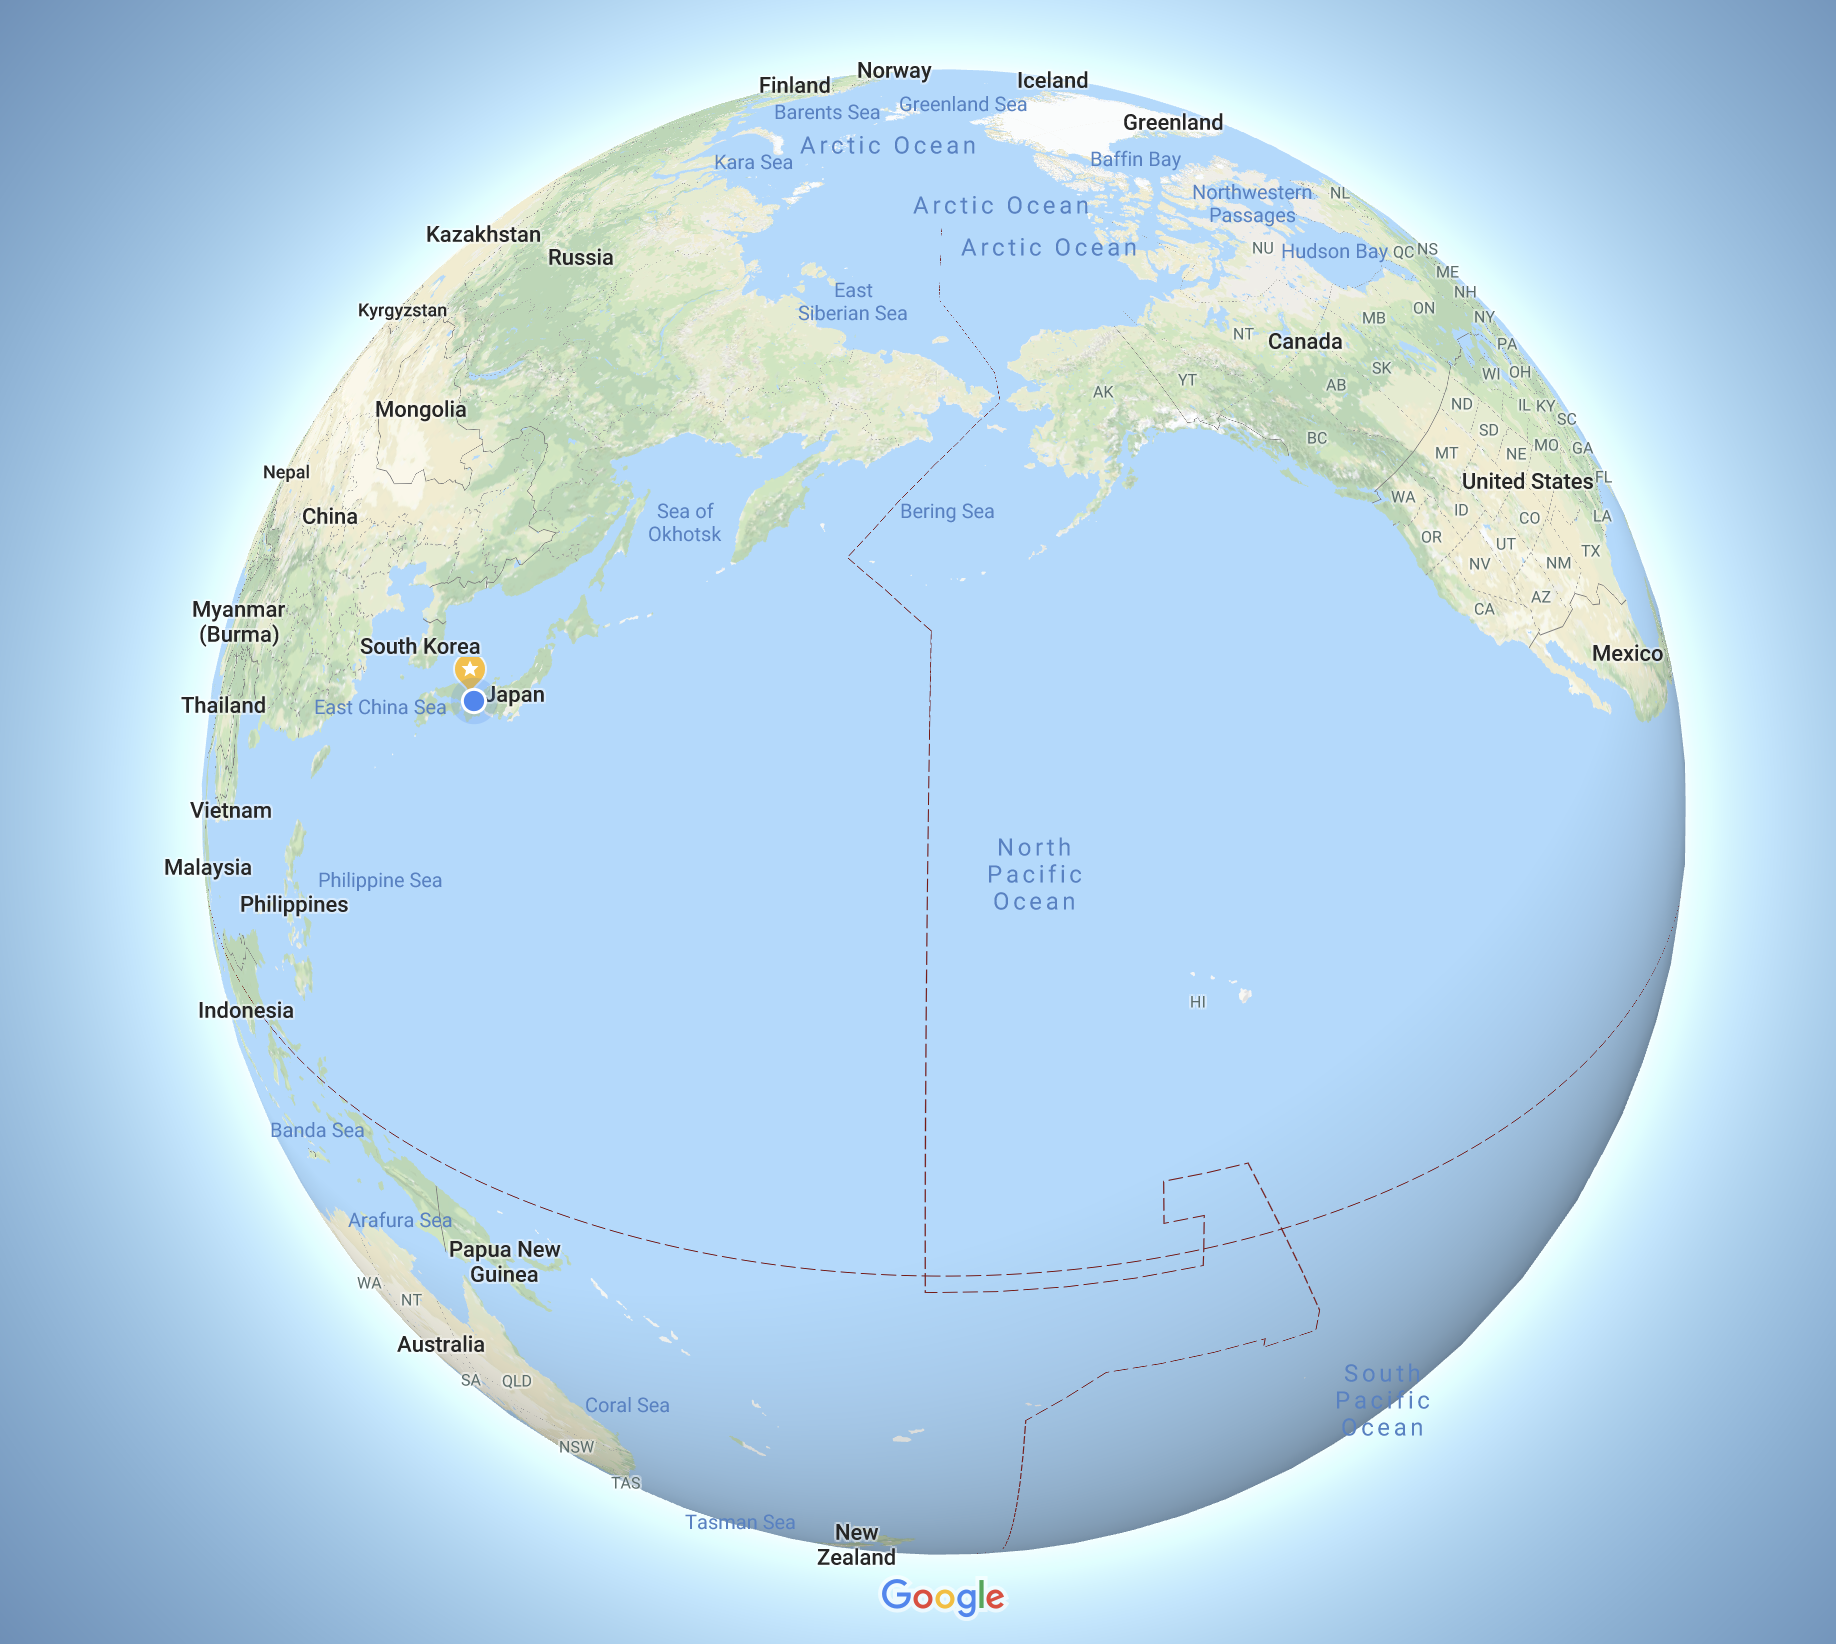 Norway
Finland
Iceland
Greenland Sea
Barents Sea
Greenland
Arctic Ocean
Kara Sea
Baffin Bay
Northwestern
Passages
NL
Arctic Ocean
Kazakhstan
Russia
Arctic Ocean
NU
Hudson Bay
QC
NS
ME
East
Siberian Sea
NH
Kyrgyzstan
ON
MB
NY
NT
Canada
PA
SK
WI
OH
YT
AB
AK
Mongolia
ND
IL
KY
SC
BC
SD
MO
GA
MT
NE
Nepal
United States
FL
WA
China
Sea of
Okhotsk
Bering Sea
ID
CO
LA
OR
UT
TX
NV
NM
AZ
Myanmar
(Burma)
CA
South Korea
Mexico
Japan
Thailand
East China Sea
Vietnam
North
Pacific
Ocean
Malaysia
Philippine Sea
Philippines
HI
Indonesia
Banda Sea
Arafura Sea
Papua New
Guinea
WA
NT
Australia
SA
QLD
South
Pacific
Ocean
Coral Sea
NSW
TAS
Tasman Sea
New
Zealand
Google